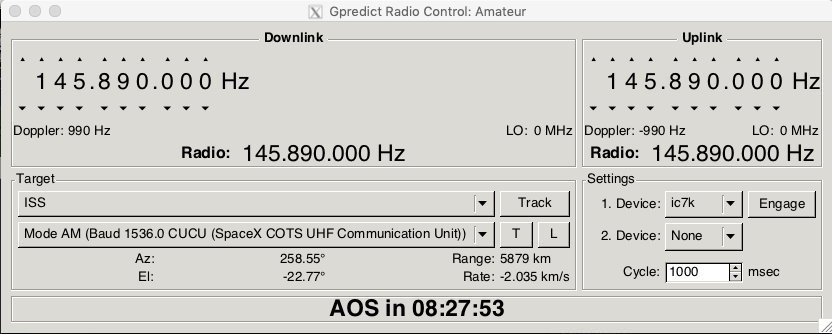 Gpredict Radio Control: Amateur
Downlink
145.890.000 Hz
Doppler: 990 Hz LO: 0 MHz
Radio: 145.890.000 Hz
Uplink
145.890.000 Hz
Doppler: -990 Hz LO: 0 MHz
Radio: 145.890.000 Hz
Target
ISS Track
Mode AM (Baud 1536.0 CUCU (SpaceX COTS UHF Communication Unit)) T L
Az: 258.55° Range: 5879 km
El: -22.77° Rate: -2.035 km/s
Settings
1. Device: ic7k Engage
2. Device: None
Cycle: 1000 msec
AOS in 08:27:53